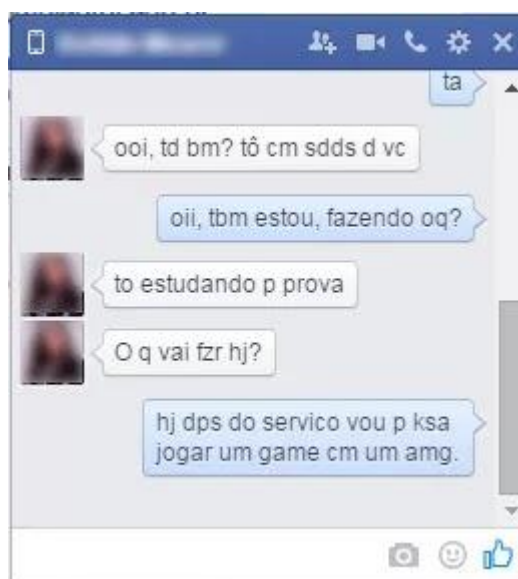 ta
ooi, td bm? tô cm sdds d vc
oii, tbm estou, fazendo oq?
to estudando p prova
O q vai fzr hj?
hj dps do servico vou p ksa
jogar um game cm um amg.